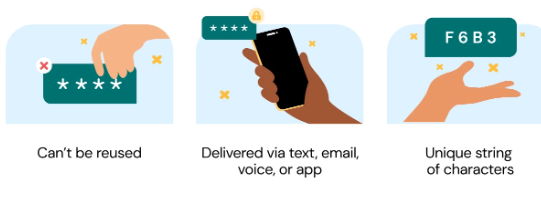 ****
****
F6B3
Can't be reused
Delivered via text, email,
voice, or app
Unique string
of characters